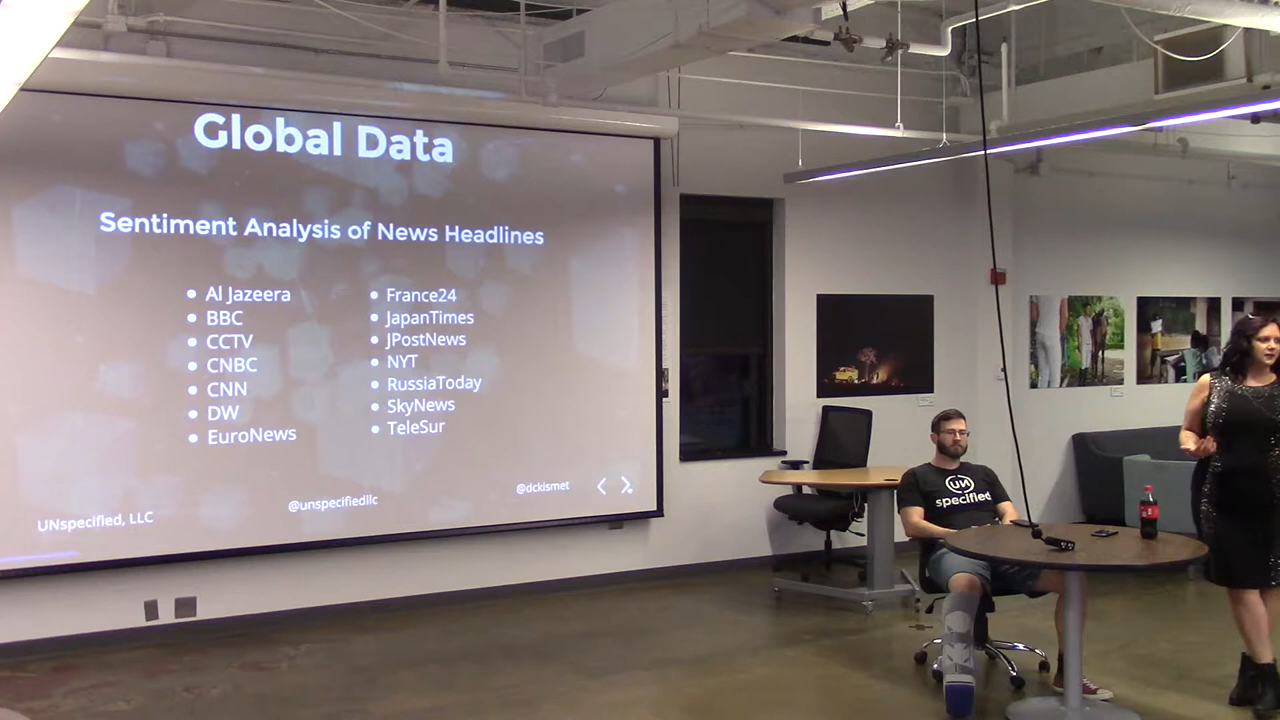 Global Data
Sentiment Analysis of News Headlines
Al Jazeera
BBC
CCTV
CNBC
CNN
DW
EuroNews
France24
JapanTimes
JPostNews
NYT
RussiaToday
SkyNews
TeleSur
UNspecified, LLC
@unspecifiedllc
@dckismet
UN
specified